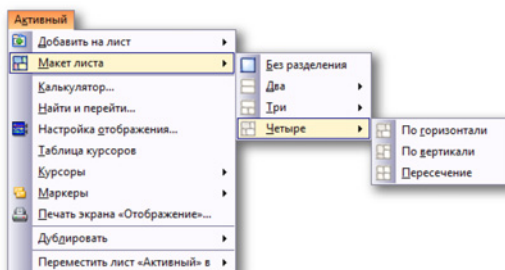 Активный
Добавить на лист
Макет листа
Калькулятор...
Найти и перейти...
Настройка отображения...
Таблица курсоров
Курсоры
Маркеры
Печать экрана «Отображение»...
Дублировать
Переместить лист «Активный» в
Без разделения
Два
Три
Четыре
По горизонтали
По вертикали
Пересечение